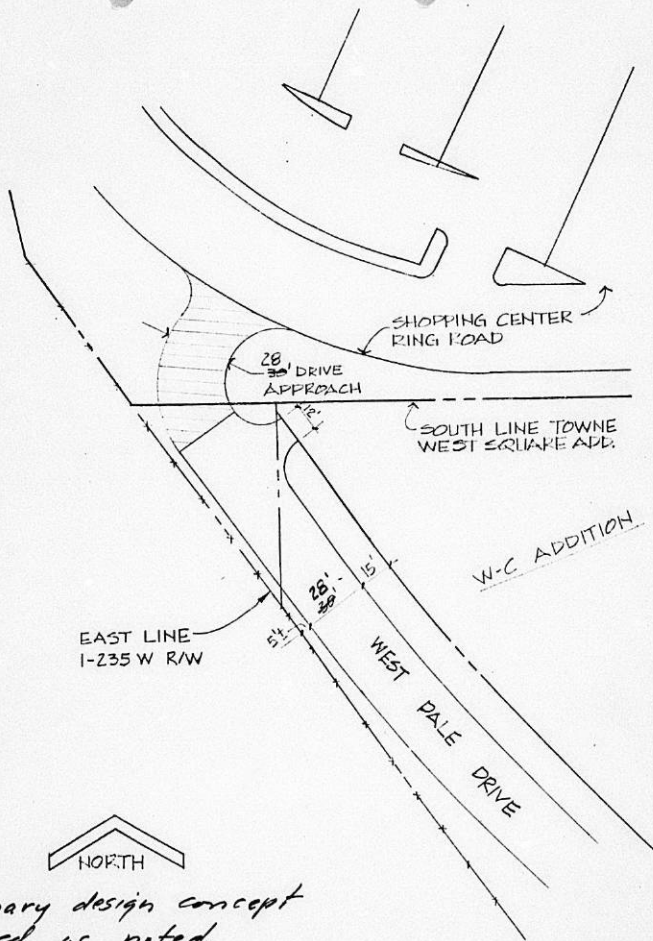 SHOPPING CENTER
RING ROAD
28
38' DRIVE
APPROACH
12'
SOUTH LINE TOWNE
WEST SQUARE ADD.
W-C ADDITION
28'
38'
15'
5'±
EAST LINE
I-235 W R/W
WEST DALE DRIVE
NORTH
design concept
as noted